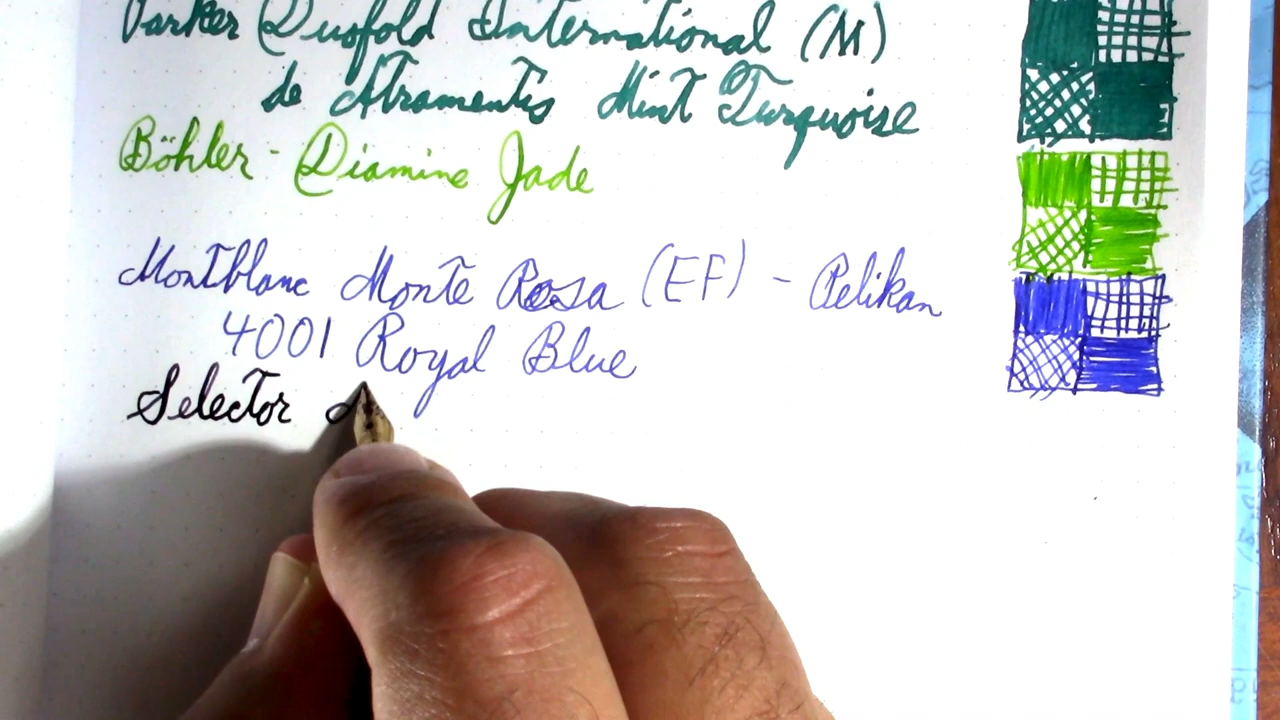 Parker Duofold International (M)
de Atramentis Mint Turquoise
Böhler - Diamine Jade
Montblanc Monte Rosa (EF) - Pelikan
4001 Royal Blue
Selector